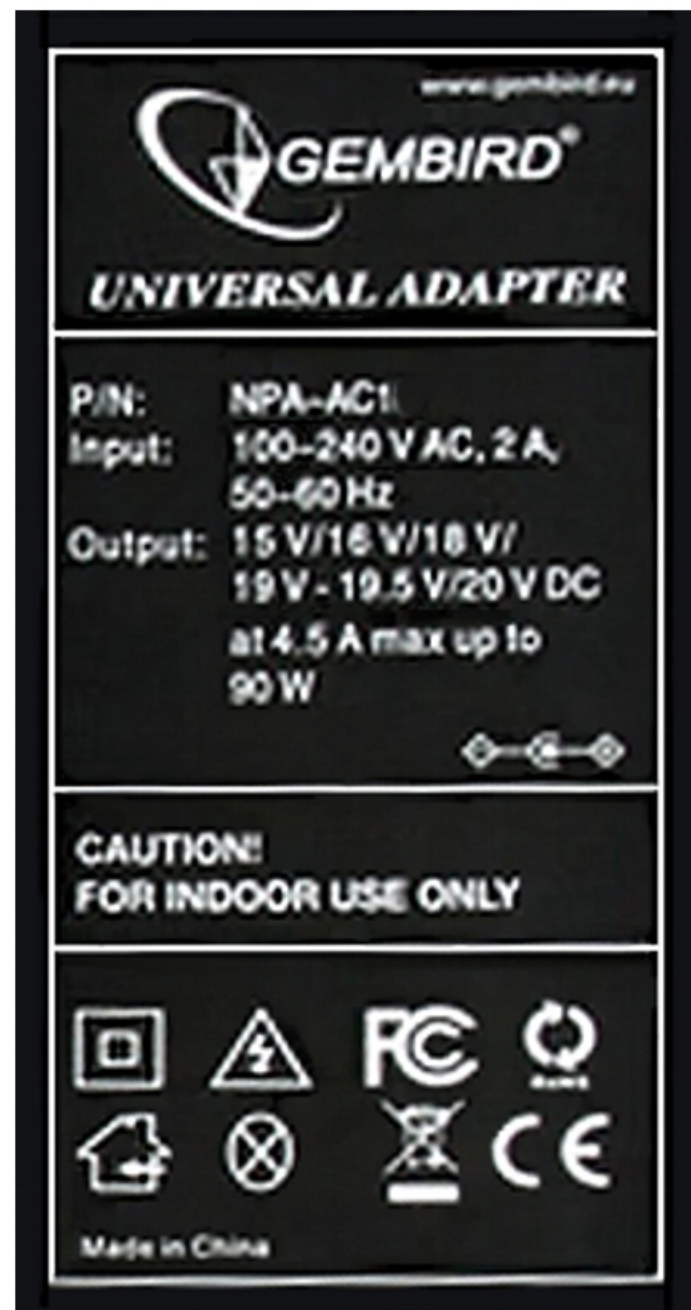 www.gembird.eu
GEMBIRD®
UNIVERSAL ADAPTER
P/N: NPA-AC1
Input: 100-240 V AC, 2 A,
50-60 Hz
Output: 15 V/16 V/18 V/
19 V - 19.5 V/20 V DC
at 4.5 A max up to
90 W
CAUTION!
FOR INDOOR USE ONLY
FC
RoHS
CE
Made in China